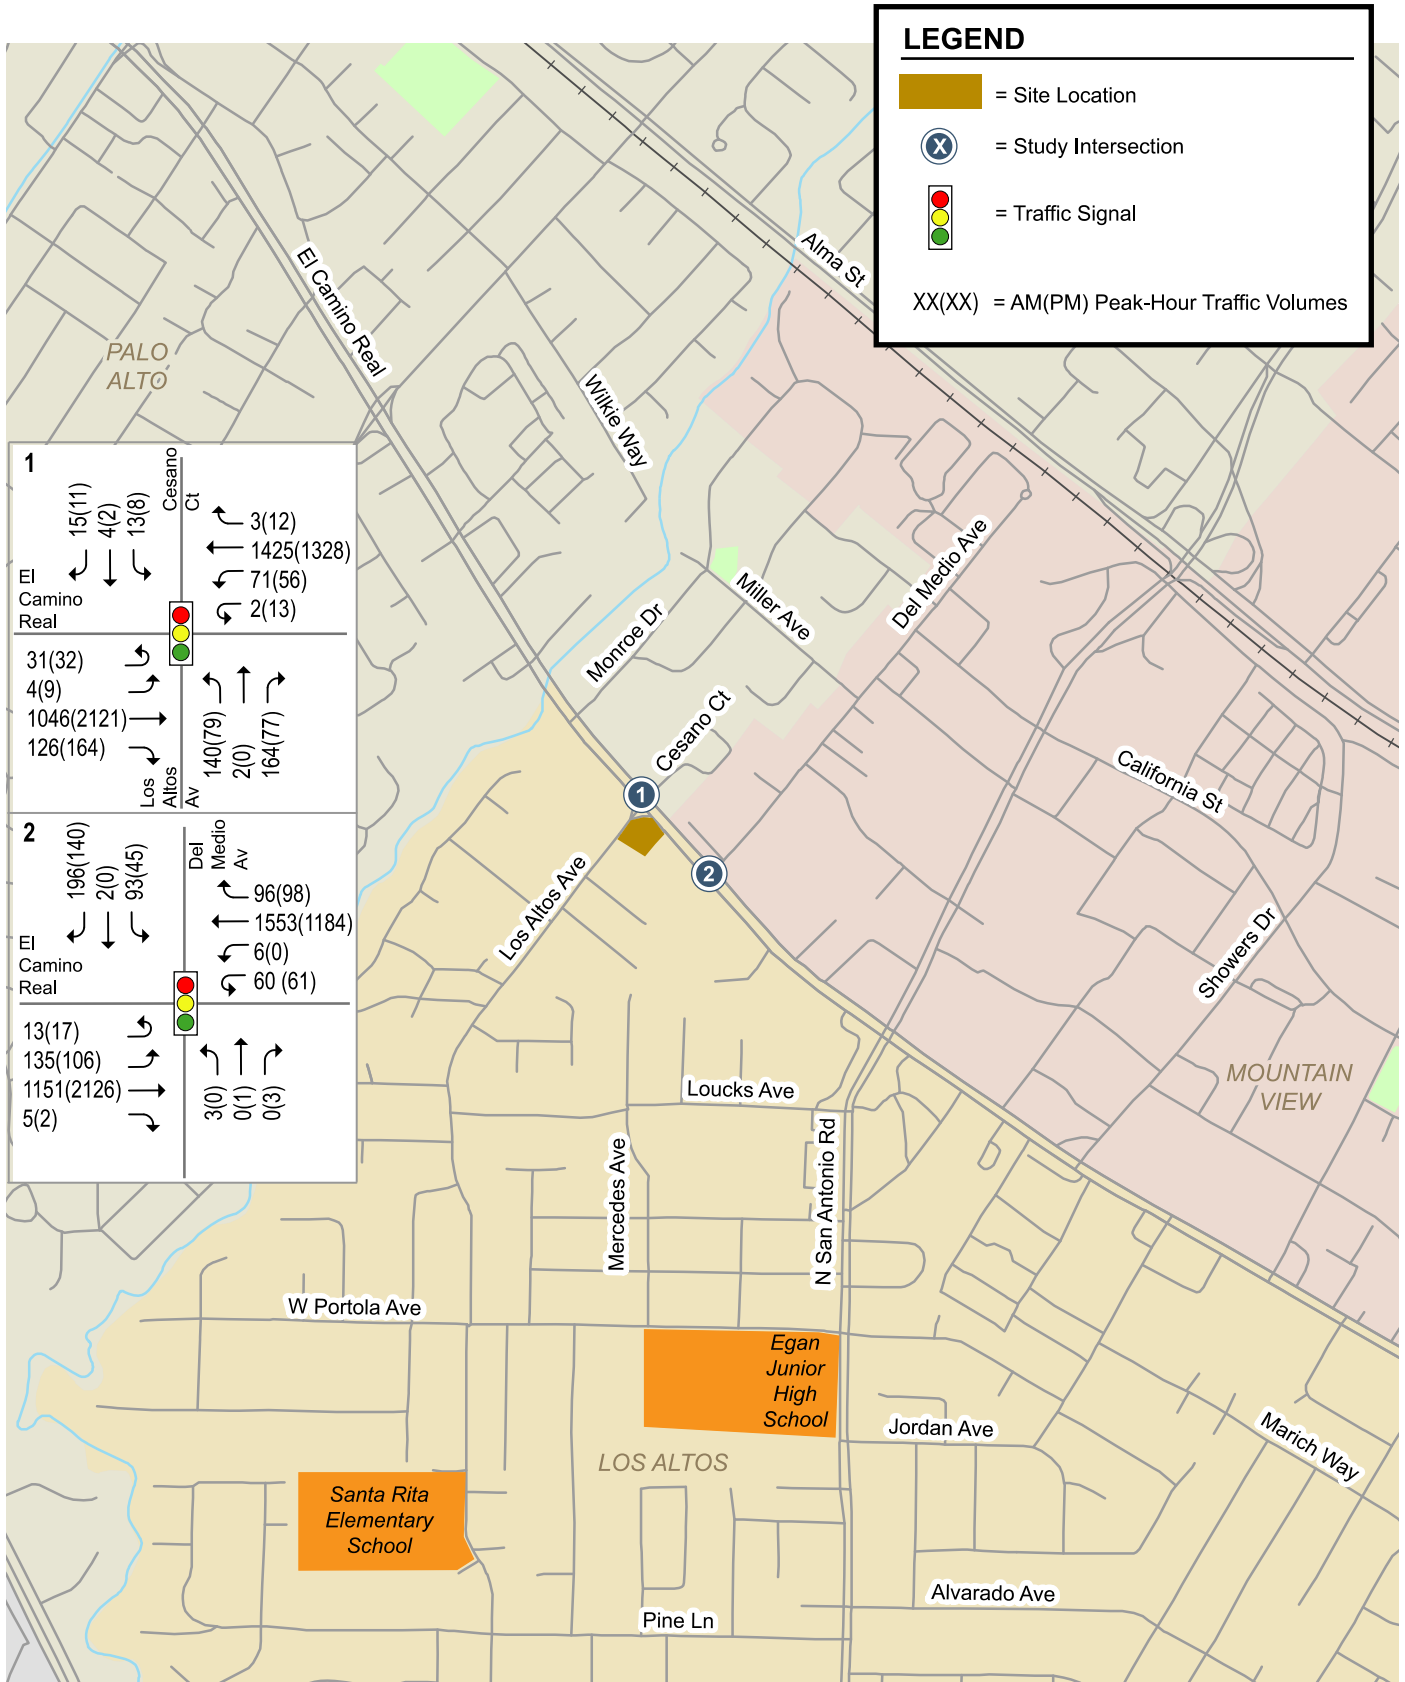 LEGEND
= Site Location
X
= Study Intersection
= Traffic Signal
XX(XX) = AM(PM) Peak-Hour Traffic Volumes
Alma St
El Camino Real
PALO
ALTO
Wilkie Way
1
Cesano
Ct
15(11)
4(2)
13(8)
3(12)
1425(1328)
71(56)
2(13)
El
Camino
Real
31(32)
4(9)
1046(2121)
126(164)
140(79)
2(0)
164(77)
Los
Altos
Av
2
Del
Medio
Av
196(140)
2(0)
93(45)
96(98)
1553(1184)
6(0)
60 (61)
El
Camino
Real
13(17)
135(106)
1151(2126)
5(2)
3(0)
0(1)
0(3)
Del Medio Ave
Miller Ave
Monroe Dr
Cesano Ct
1
2
California St
Los Altos Ave
Showers Dr
MOUNTAIN
VIEW
Loucks Ave
Mercedes Ave
N San Antonio Rd
W Portola Ave
Egan
Junior
High
School
Jordan Ave
Marich Way
LOS ALTOS
Santa Rita
Elementary
School
Alvarado Ave
Pine Ln